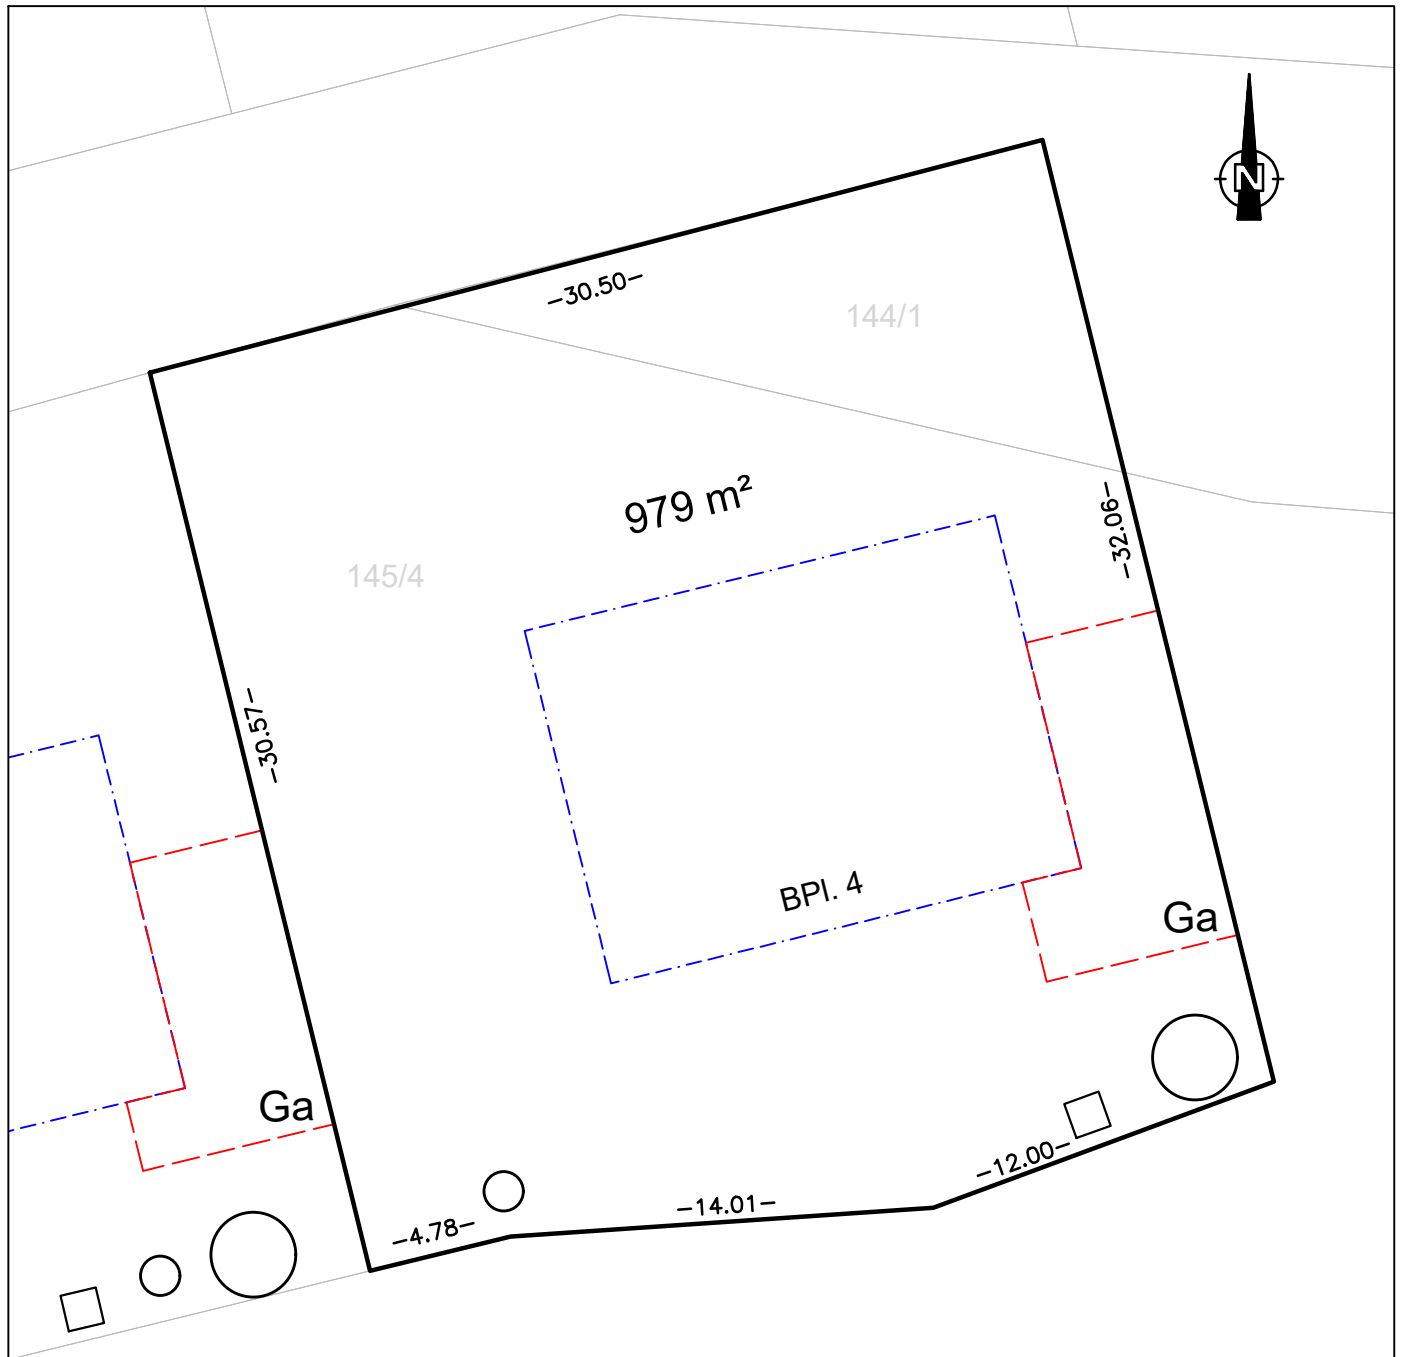 N
-30.50-
144/1
979 m²
-32.06-
145/4
-30.57-
BPl. 4
Ga
Ga
-12.00-
-14.01-
-4.78-